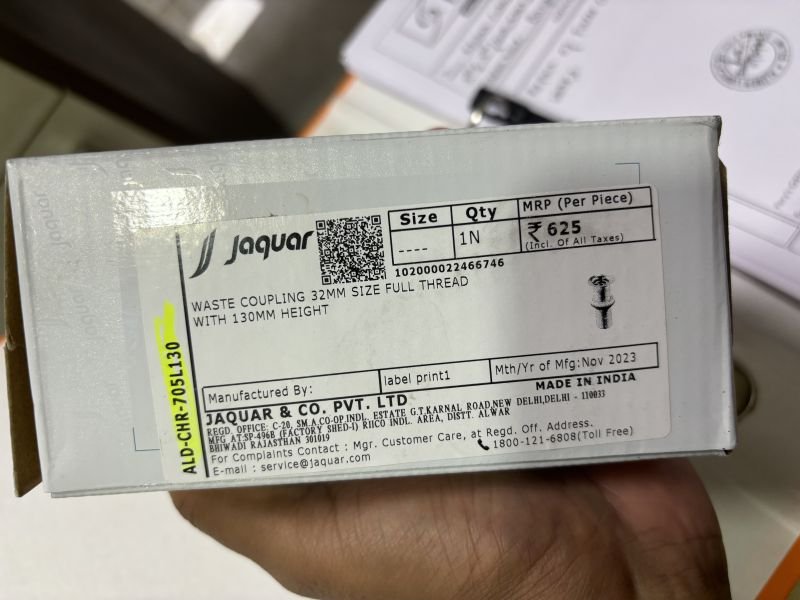 Jaquar
Size Qty MRP (Per Piece)
---- 1N ₹ 625
(Incl. Of All Taxes)
102000022466746
WASTE COUPLING 32MM SIZE FULL THREAD
WITH 130MM HEIGHT
ALD-CHR-705L130
Manufactured By: label print1 Mth/Yr of Mfg:Nov 2023
JAQUAR & CO. PVT. LTD MADE IN INDIA
REGD. OFFICE: C-20, SM.A.CO-OP.INDL. ESTATE G.T.KARNAL ROAD,NEW DELHI,DELHI - 110033
MFG AT:SP-496B (FACTORY SHED-I) RIICO INDL. AREA, DISTT. ALWAR
BHIWADI RAJASTHAN 301019
For Complaints Contact : Mgr. Customer Care, at Regd. Off. Address.
E-mail : service@jaquar.com 1800-121-6808(Toll Free)